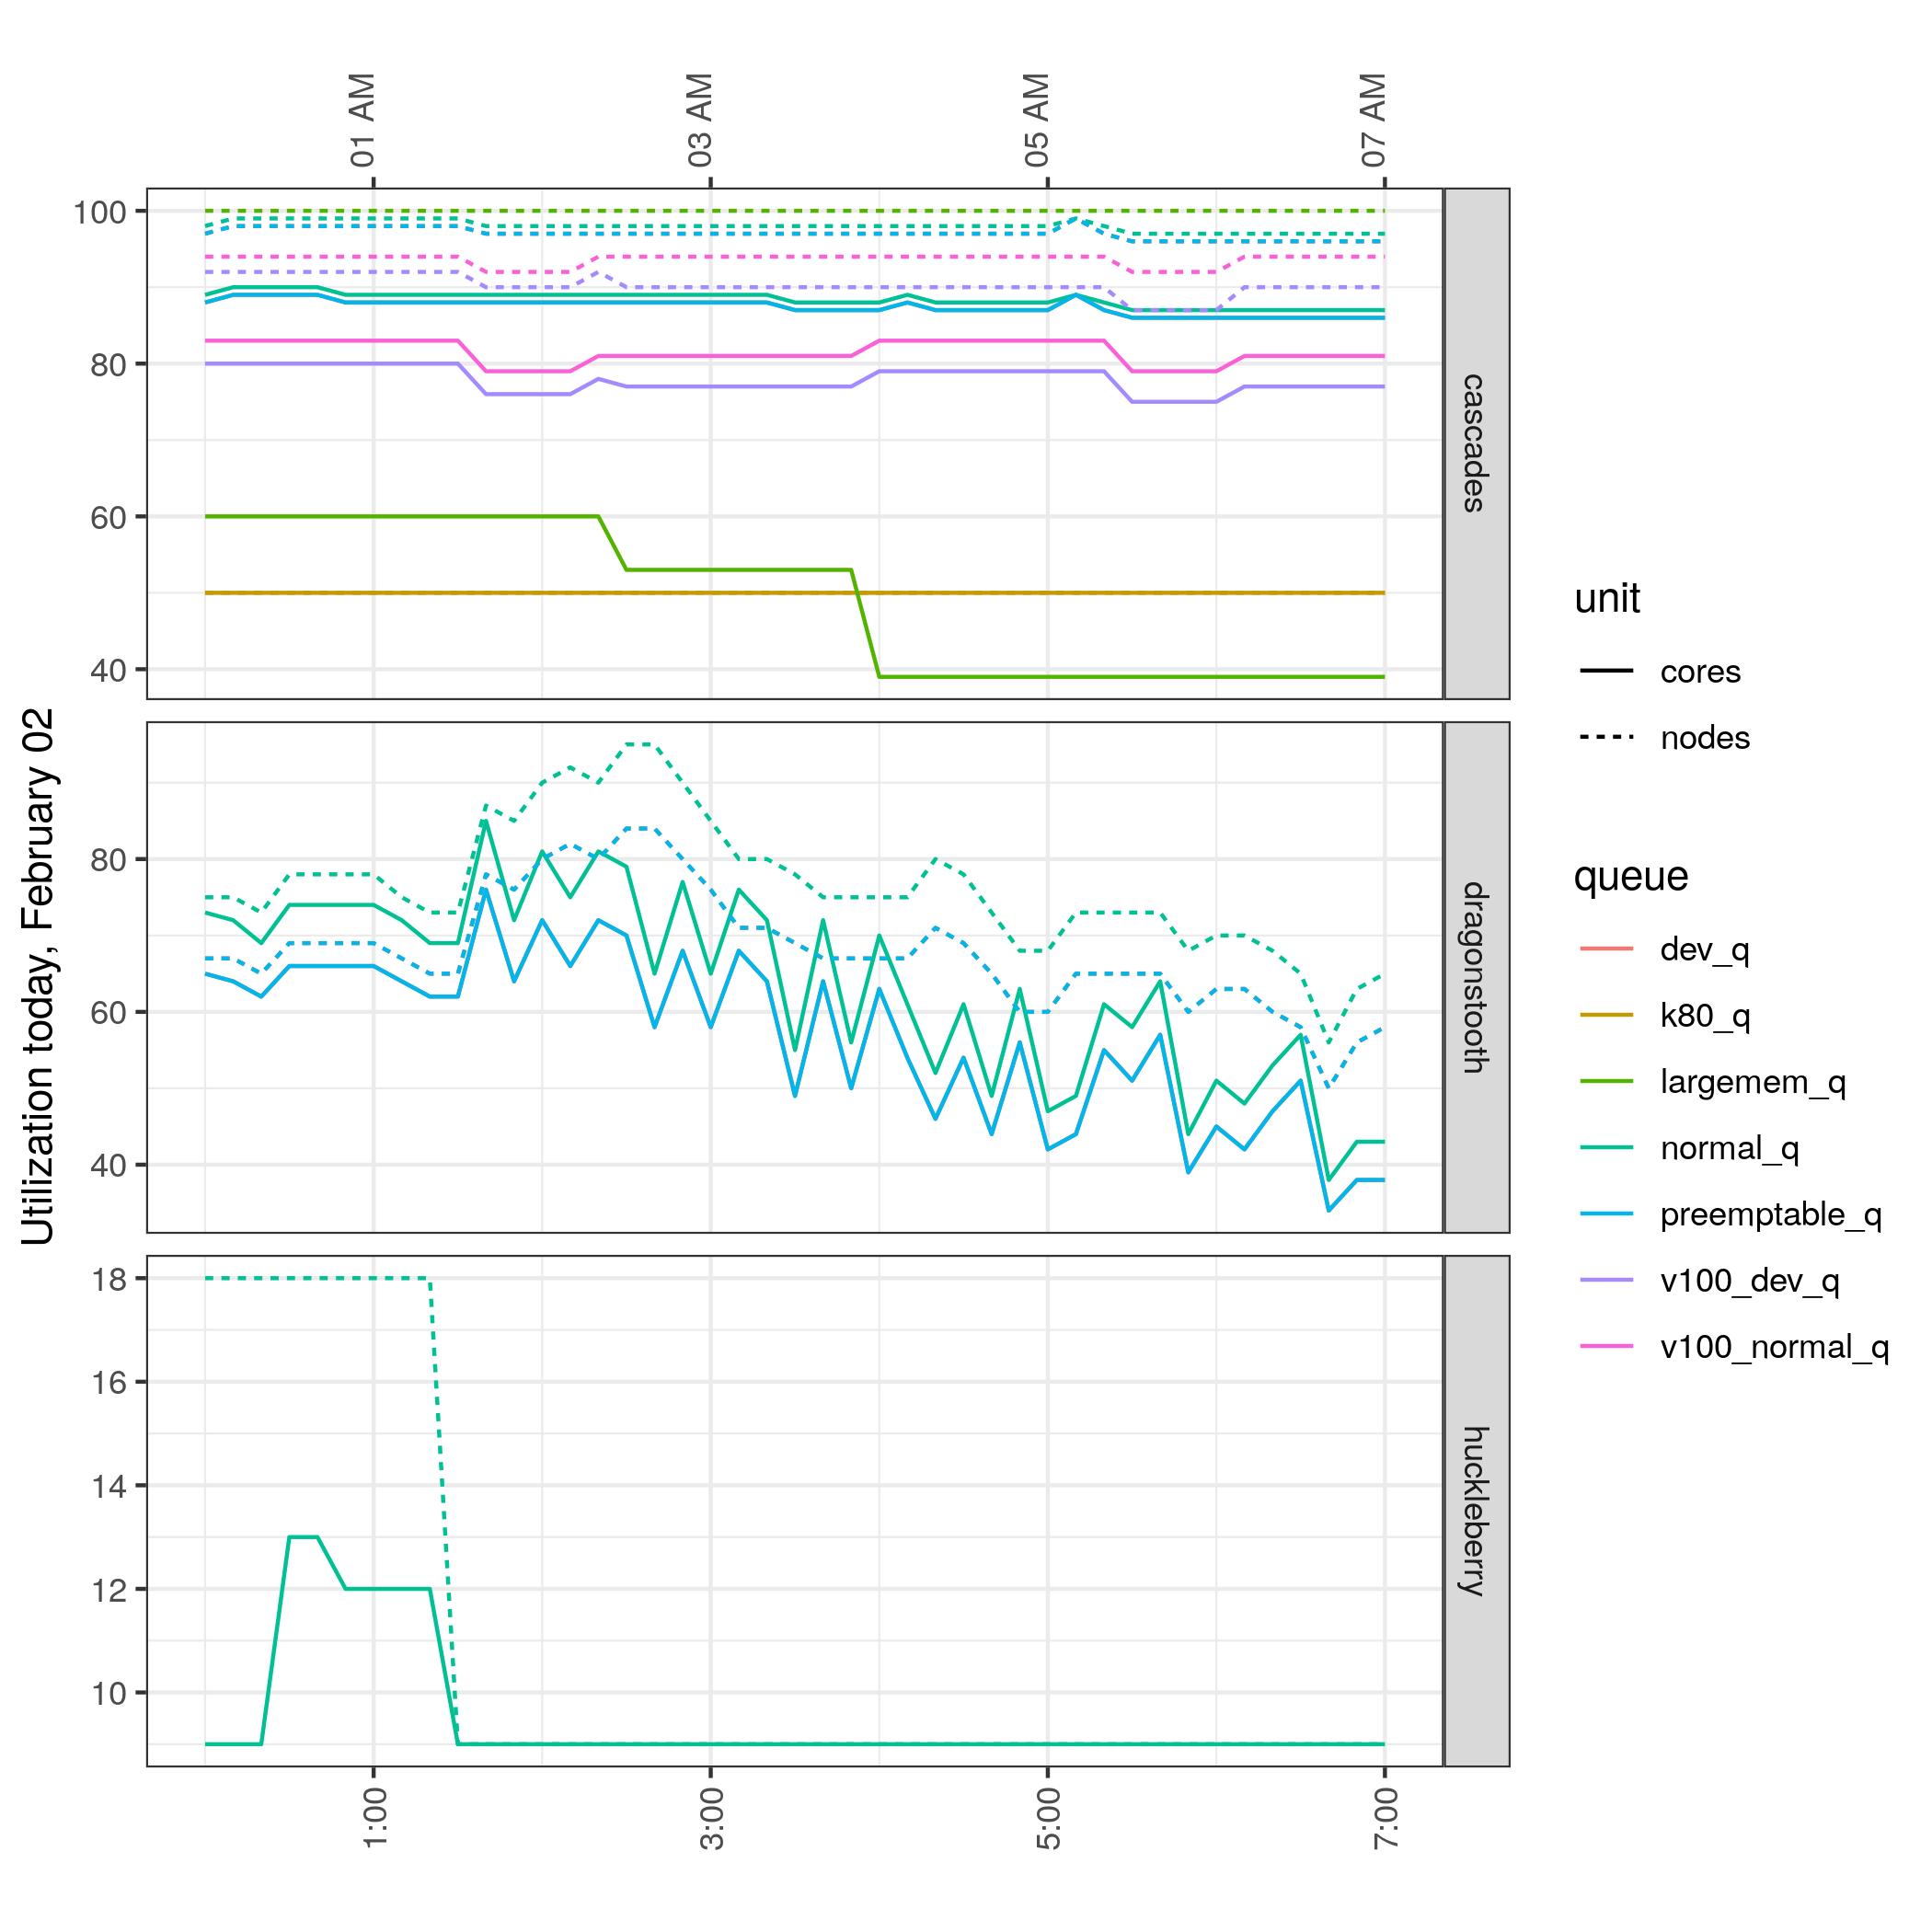 01 AM
03 AM
05 AM
07 AM
100
80
60
40
cascades
80
60
40
dragonstooth
18
16
14
12
10
huckleberry
1:00
3:00
5:00
7:00
Utilization today, February 02
unit
cores
nodes
queue
dev_q
k80_q
largemem_q
normal_q
preemptable_q
v100_dev_q
v100_normal_q